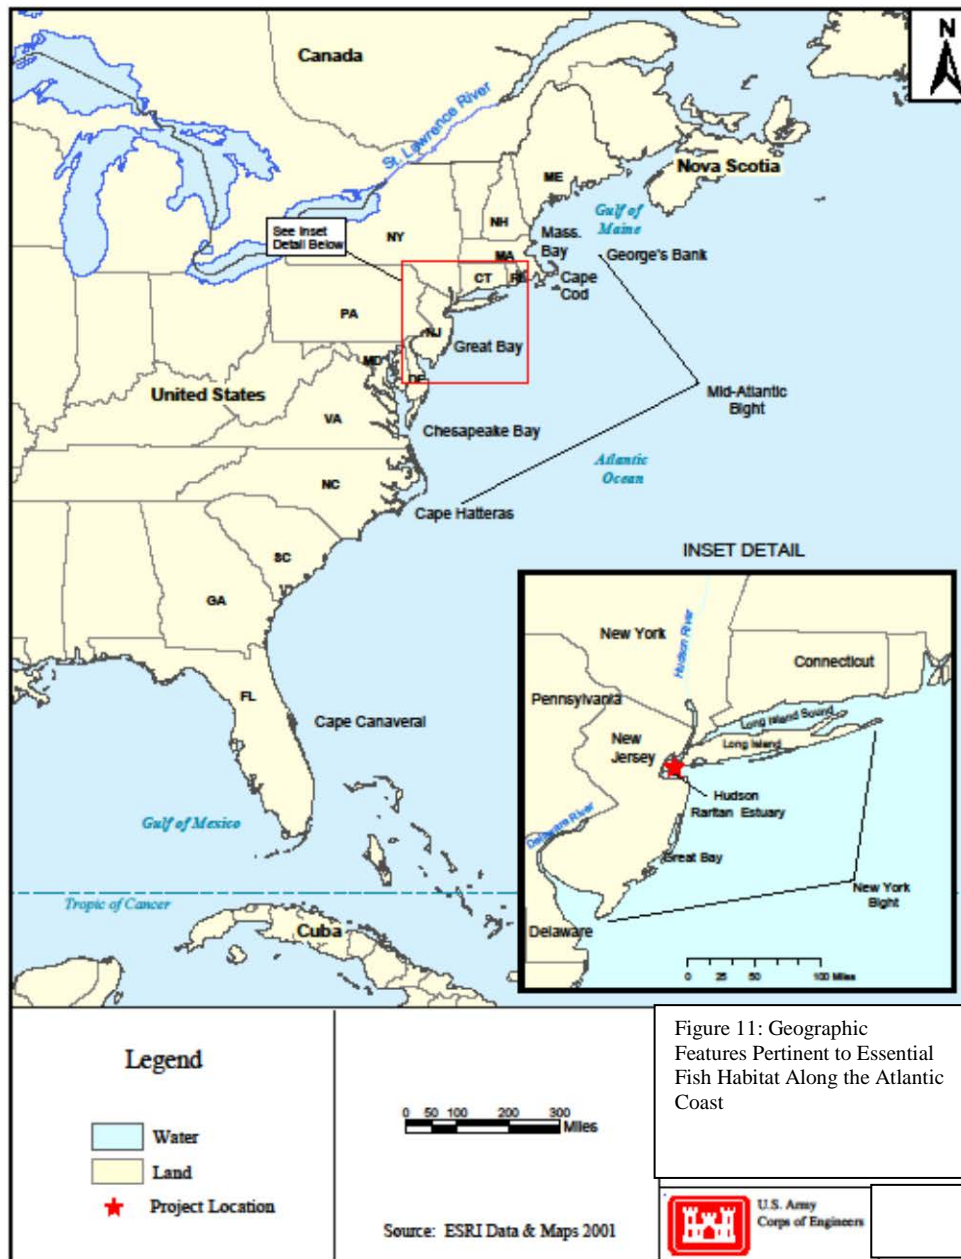 N
Canada
St. Lawrence River
Nova Scotia
ME
Gulf of
Maine
See Inset
Detail Below
NY
NH
Mass.
Bay
MA
George's Bank
CT
RI
Cape
Cod
PA
NJ
Great Bay
MD
DE
United States
Mid-Atlantic
Bight
VA
Chesapeake Bay
Atlantic
Ocean
NC
Cape Hatteras
SC
GA
FL
Cape Canaveral
Gulf of Mexico
Tropic of Cancer
Cuba
INSET DETAIL
New York
Hudson River
Connecticut
Pennsylvania
Long Island Sound
Long Island
New
Jersey
Hudson
Raritan Estuary
Delaware River
Great Bay
New York
Bight
Delaware
0 25 50 100 Miles
Legend
Water
Land
Project Location
0 50 100 200 300
Miles
Source: ESRI Data & Maps 2001
Figure 11: Geographic
Features Pertinent to Essential
Fish Habitat Along the Atlantic
Coast
U.S. Army
Corps of Engineers